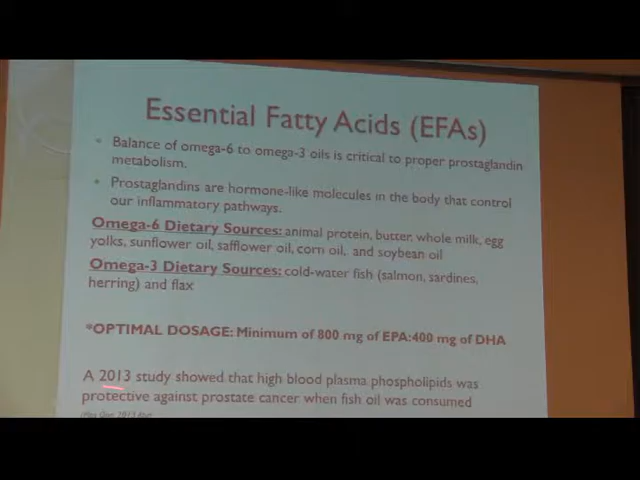 Essential Fatty Acids (EFAs)
Balance of omega-6 to omega-3 oils is critical to proper prostaglandin
metabolism.
Prostaglandins are hormone-like molecules in the body that control
our inflammatory pathways.
Omega-6 Dietary Sources: animal protein, butter, whole milk, egg
yolks, sunflower oil, safflower oil, corn oil, and soybean oil
Omega-3 Dietary Sources: cold-water fish (salmon, sardines,
herring) and flax
*OPTIMAL DOSAGE: Minimum of 800 mg of EPA:400 mg of DHA
A 2013 study showed that high blood plasma phospholipids was
protective against prostate cancer when fish oil was consumed